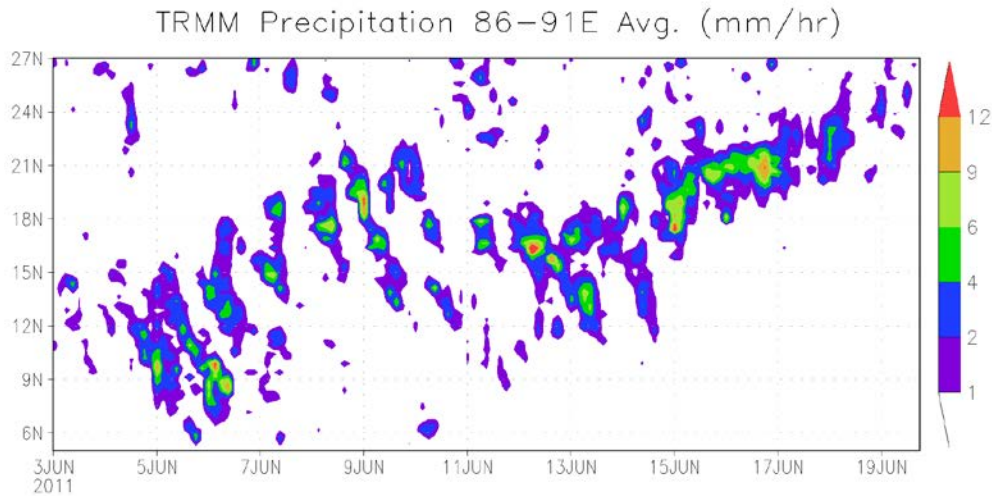 TRMM Precipitation 86-91E Avg. (mm/hr)
27N
24N
21N
18N
15N
12N
9N
6N
3JUN 5JUN 7JUN 9JUN 11JUN 13JUN 15JUN 17JUN 19JUN
2011
12
9
6
4
2
1